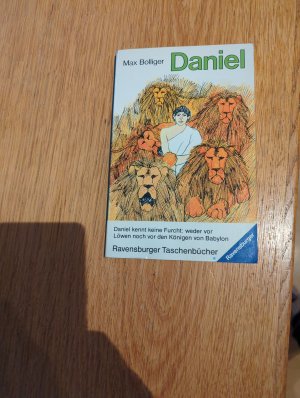 Max Bolliger Daniel
Daniel kennt keine Furcht: weder vor
Löwen noch vor den Königen von Babylon
Ravensburger Taschenbücher
Ravensburger